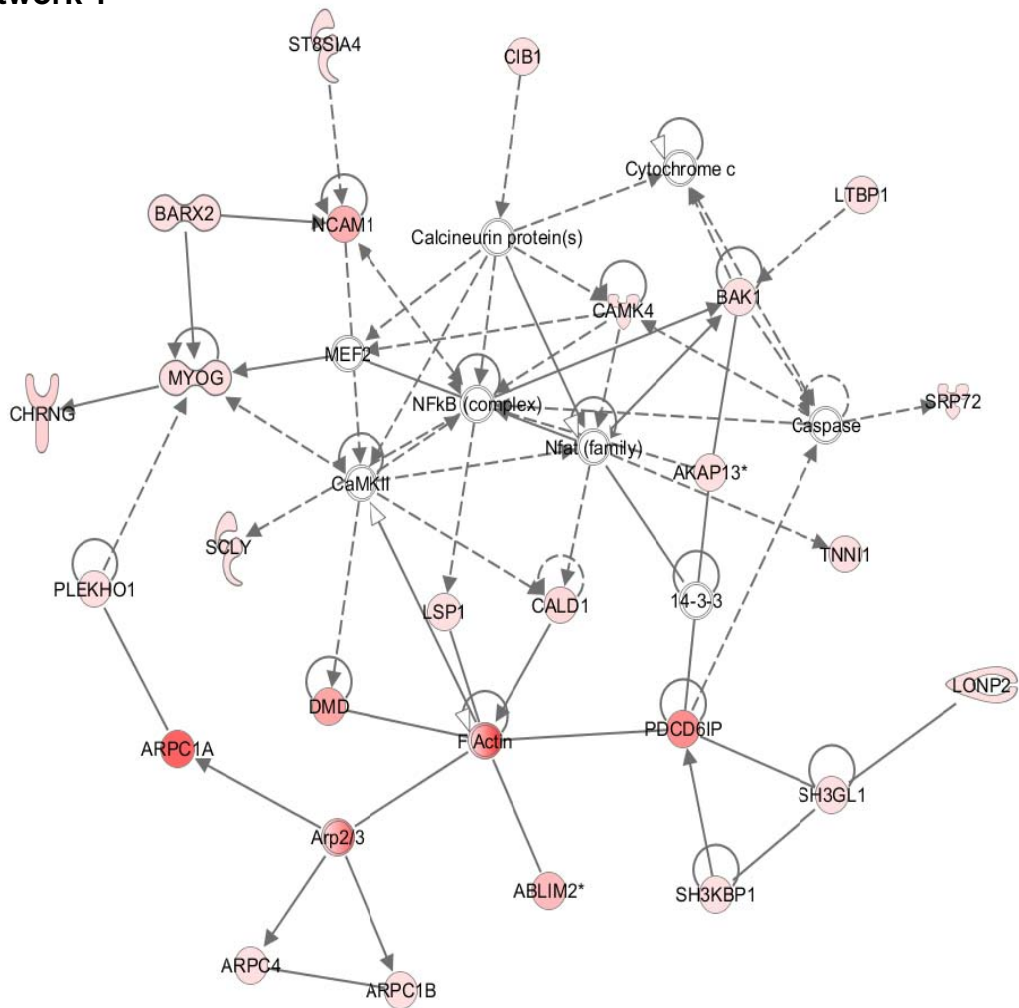 ST8SIA4
CIB1
Cytochrome c
LTBP1
BARX2
NCAM1
Calcineurin protein(s)
BAK1
CAMK4
MEF2
MYOG
CHRNG
NFkB (complex)
SRP72
Caspase
Nfat (family)
AKAP13*
CaMKII
SCLY
TNNI1
PLEKHO1
14-3-3
LSP1
CALD1
LONP2
DMD
F Actin
PDCD6IP
ARPC1A
SH3GL1
Arp2/3
ABLIM2*
SH3KBP1
ARPC4
ARPC1B